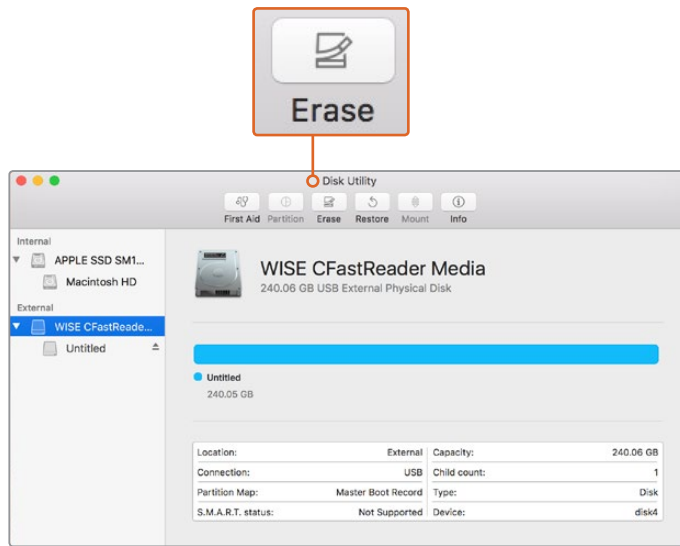 Erase
Disk Utility
First Aid Partition Erase Restore Mount Info
Internal
APPLE SSD SM1...
Macintosh HD
External
WISE CFastReade...
Untitled
WISE CFastReader Media
240.06 GB USB External Physical Disk
Untitled
240.05 GB
Location: External Capacity: 240.06 GB
Connection: USB Child count: 1
Partition Map: Master Boot Record Type: Disk
S.M.A.R.T. status: Not Supported Device: disk4